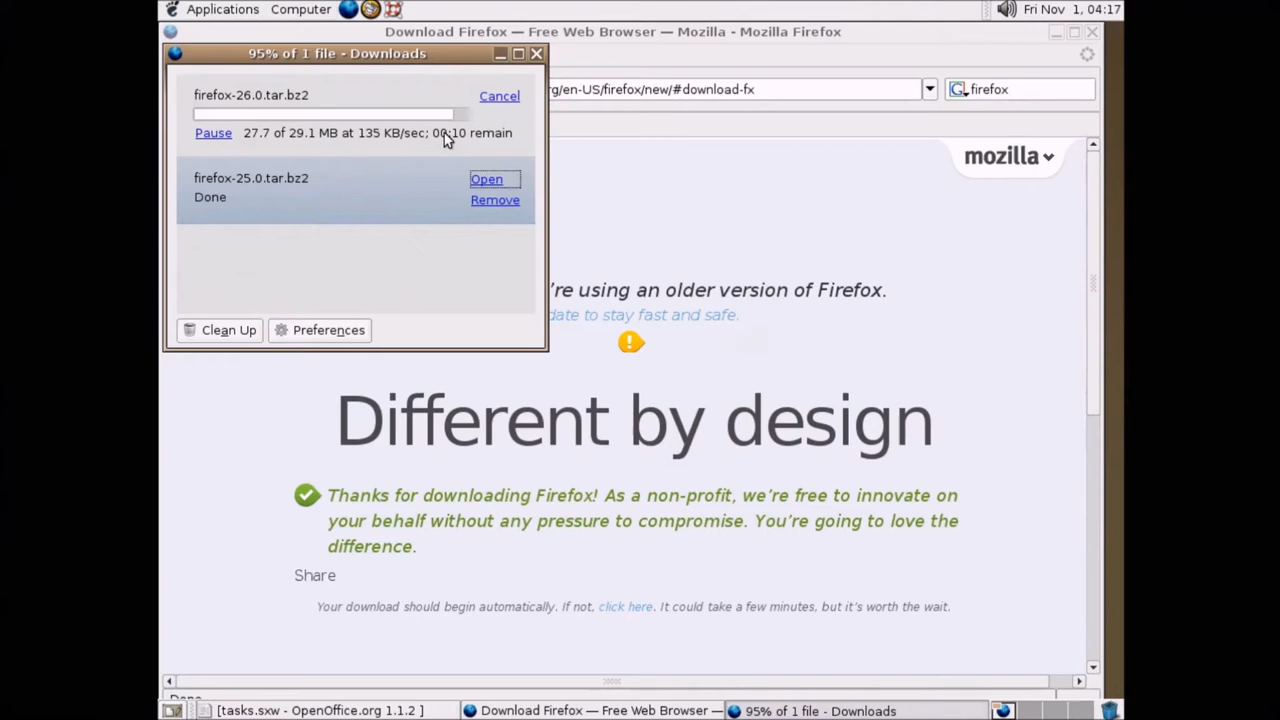 Applications Computer Fri Nov 1, 04:17
Download Firefox — Free Web Browser — Mozilla - Mozilla Firefox
95% of 1 file - Downloads
rg/en-US/firefox/new/#download-fx firefox
firefox-26.0.tar.bz2 Cancel
Pause 27.7 of 29.1 MB at 135 KB/sec; 00:10 remain
mozilla
firefox-25.0.tar.bz2 Open
Done Remove
Clean Up Preferences
're using an older version of Firefox.
date to stay fast and safe.
Different by design
Thanks for downloading Firefox! As a non-profit, we're free to innovate on
your behalf without any pressure to compromise. You're going to love the
difference.
Share
Your download should begin automatically. If not, click here. It could take a few minutes, but it's worth the wait.
Done
[tasks.sxw - OpenOffice.org 1.1.2 ] Download Firefox — Free Web Browser — 95% of 1 file - Downloads